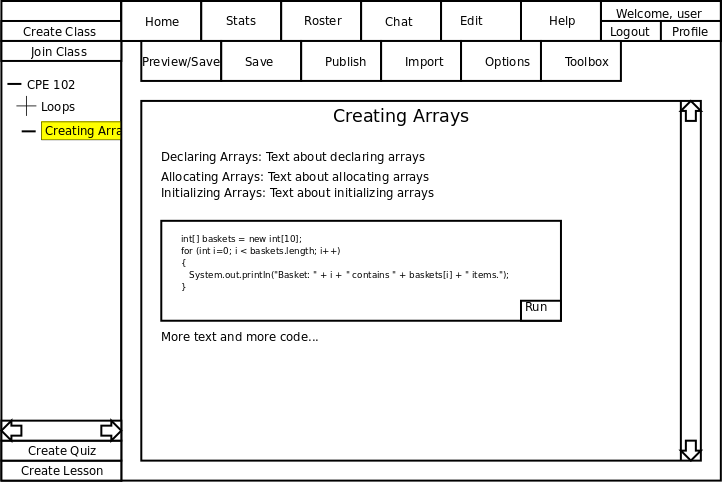 Home
Stats
Roster
Chat
Edit
Help
Welcome, user
Logout
Profile
Create Class
Join Class
Preview/Save
Save
Publish
Import
Options
Toolbox
CPE 102
Loops
Creating Arra
Creating Arrays
Declaring Arrays: Text about declaring arrays
Allocating Arrays: Text about allocating arrays
Initializing Arrays: Text about initializing arrays
int[] baskets = new int[10];
for (int i=0; i < baskets.length; i++)
{
System.out.println("Basket: " + i + " contains " + baskets[i] + " items.");
}
Run
More text and more code...
Create Quiz
Create Lesson